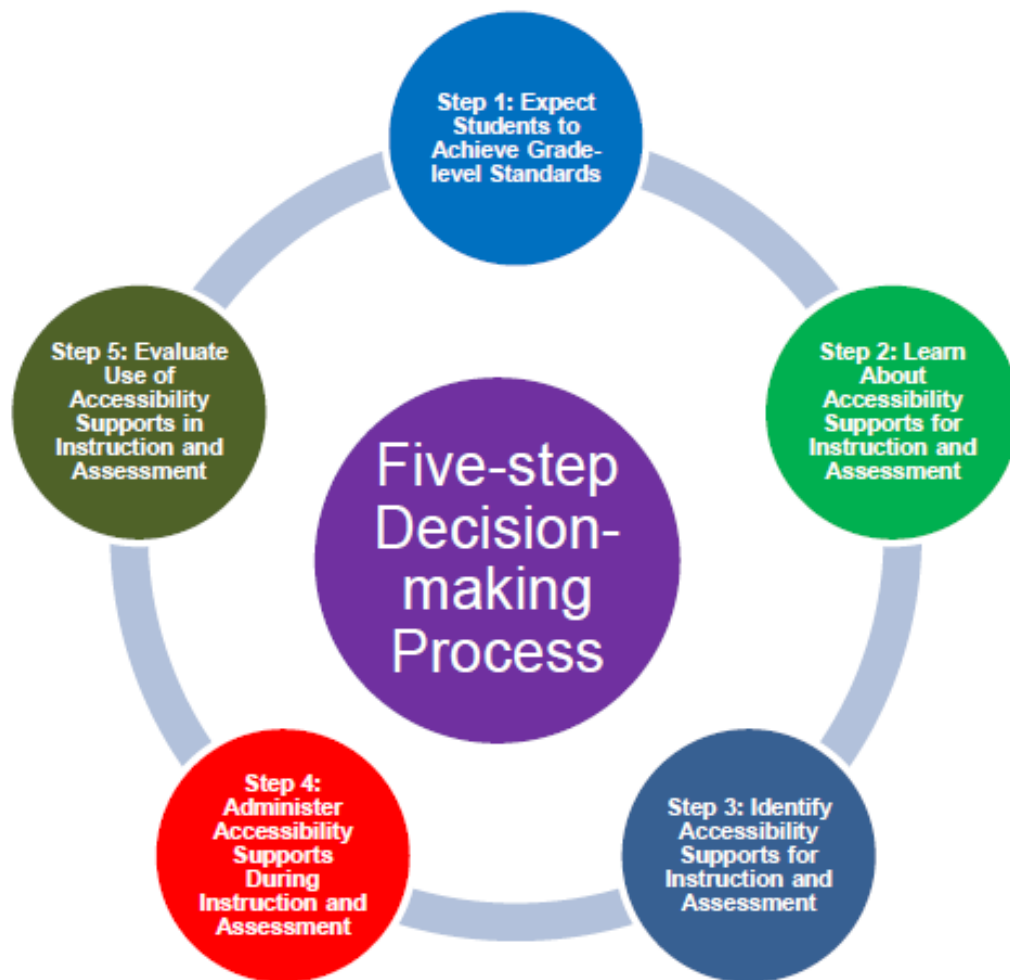 Step 1: Expect
Students to
Achieve Grade-
level Standards
Step 2: Learn
About
Accessibility
Supports for
Instruction and
Assessment
Step 3: Identify
Accessibility
Supports for
Instruction and
Assessment
Step 4:
Administer
Accessibility
Supports
During
Instruction and
Assessment
Step 5: Evaluate
Use of
Accessibility
Supports in
Instruction and
Assessment
Five-step
Decision-
making
Process